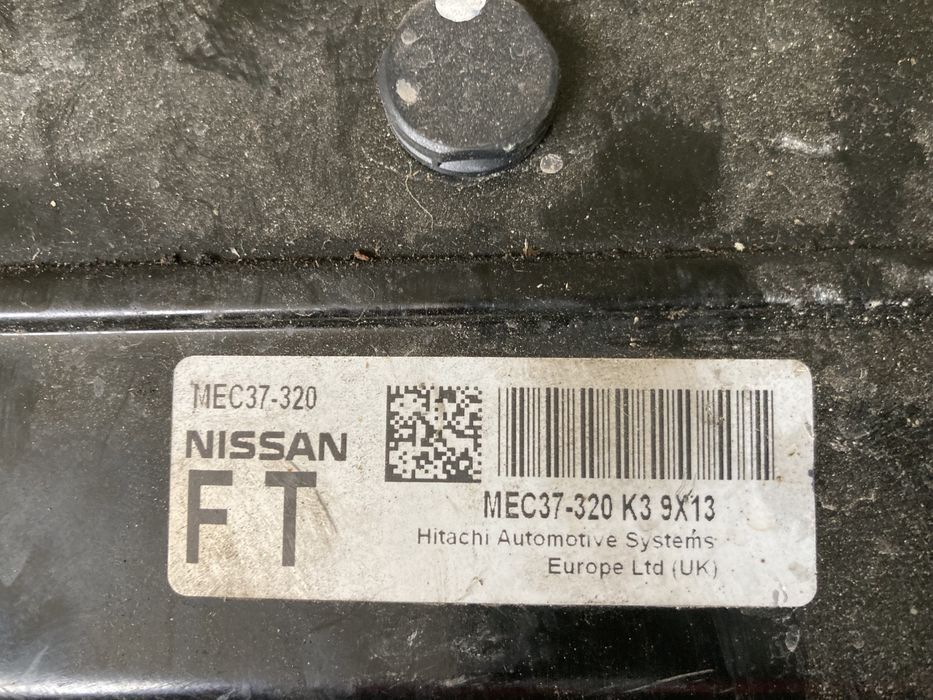 MEC37-320
NISSAN
FT
MEC37-320 K3 9X13
Hitachi Automotive Systems
Europe Ltd (UK)